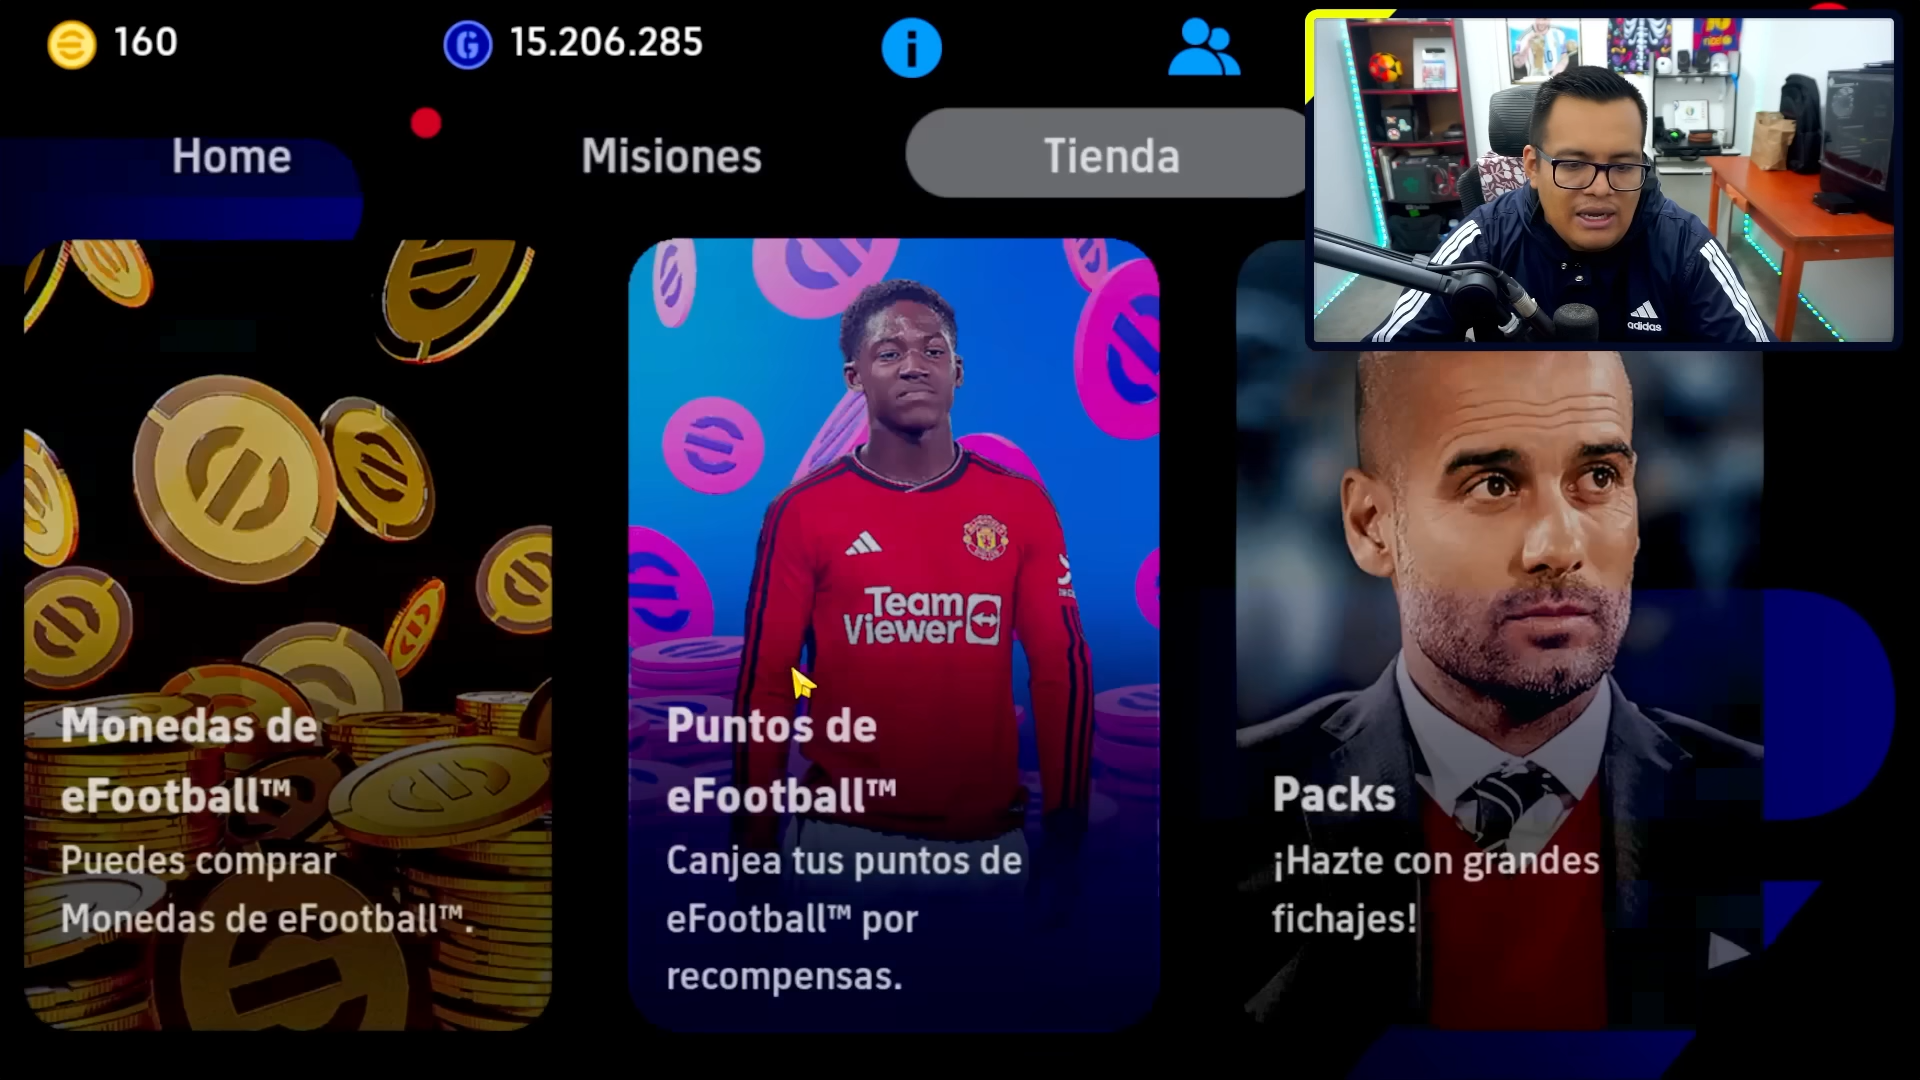 160
15.206.285
Home
Misiones
Tienda
adidas
Team
Viewer
Monedas de
eFootball™
Puedes comprar
Monedas de eFootball™.
Puntos de
eFootball™
Canjea tus puntos de
eFootball™ por
recompensas.
Packs
¡Hazte con grandes
fichajes!